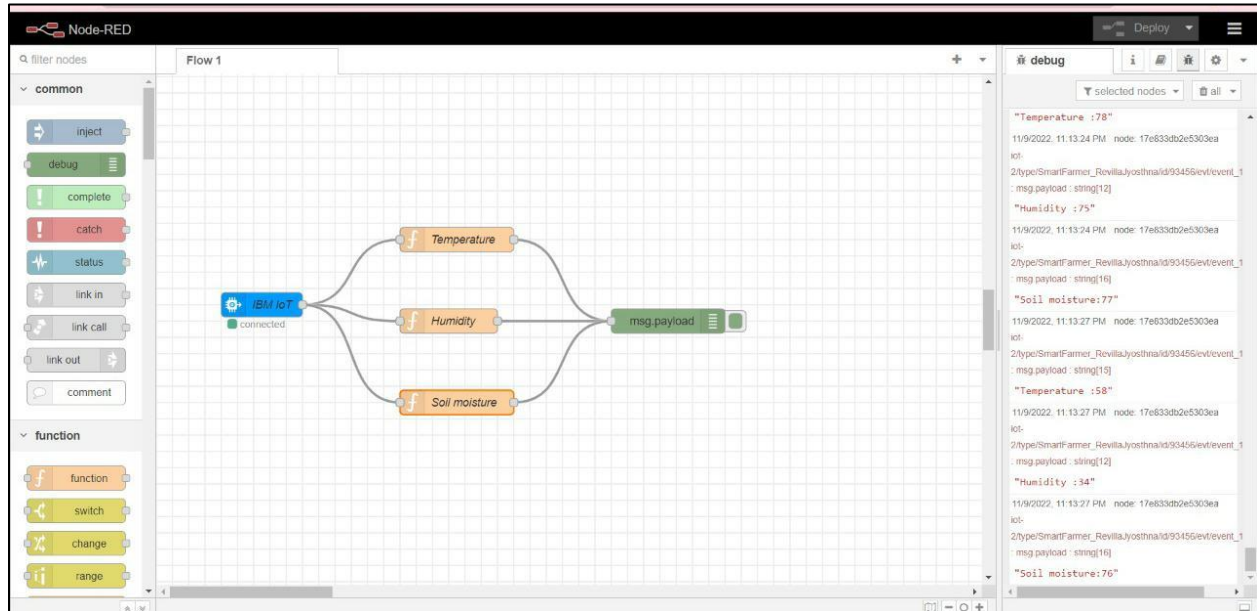 Node-RED
Deploy
filter nodes
common
inject
debug
complete
catch
status
link in
link call
link out
comment
function
function
switch
change
range
Flow 1
IBM IoT
connected
Temperature
Humidity
Soil moisture
msg.payload
debug
selected nodes
all
"Temperature :78"
11/9/2022, 11:13:24 PM node: 17e833db2e5303ea
iot-
2/type/SmartFarmer_RevillaJyosthna/id/93456/evt/event_1
: msg.payload : string[12]
"Humidity :75"
11/9/2022, 11:13:24 PM node: 17e833db2e5303ea
iot-
2/type/SmartFarmer_RevillaJyosthna/id/93456/evt/event_1
: msg.payload : string[16]
"Soil moisture:77"
11/9/2022, 11:13:27 PM node: 17e833db2e5303ea
iot-
2/type/SmartFarmer_RevillaJyosthna/id/93456/evt/event_1
: msg.payload : string[15]
"Temperature :58"
11/9/2022, 11:13:27 PM node: 17e833db2e5303ea
iot-
2/type/SmartFarmer_RevillaJyosthna/id/93456/evt/event_1
: msg.payload : string[12]
"Humidity :34"
11/9/2022, 11:13:27 PM node: 17e833db2e5303ea
iot-
2/type/SmartFarmer_RevillaJyosthna/id/93456/evt/event_1
: msg.payload : string[16]
"Soil moisture:76"